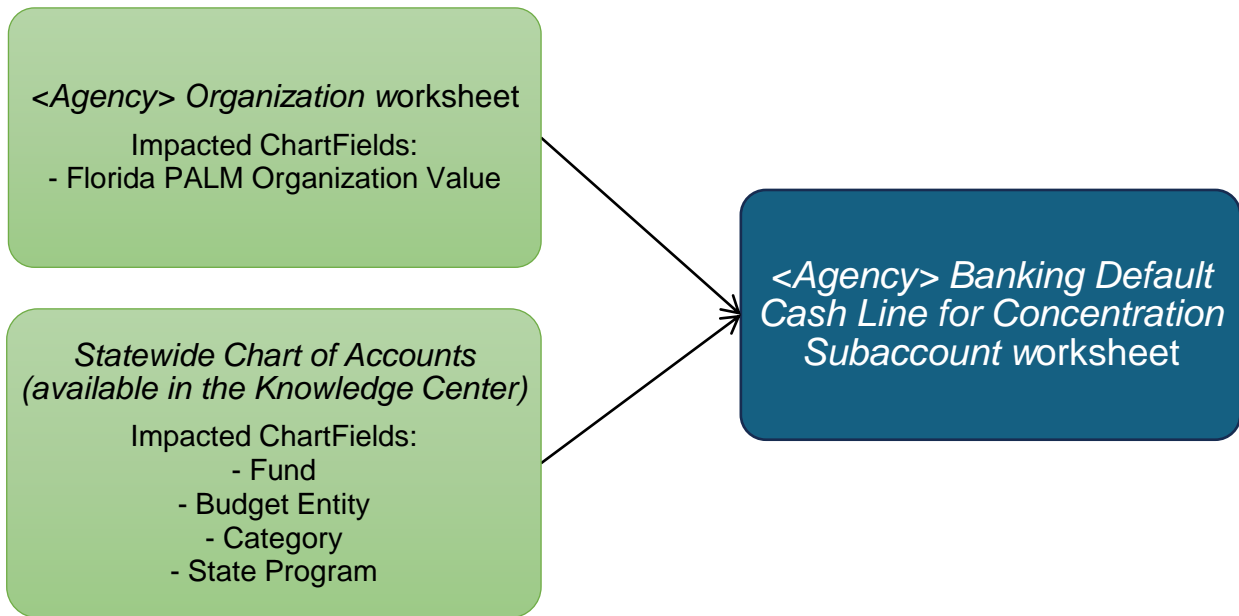 <Agency> Organization worksheet
Impacted ChartFields:
- Florida PALM Organization Value
Statewide Chart of Accounts
(available in the Knowledge Center)
Impacted ChartFields:
- Fund
- Budget Entity
- Category
- State Program
<Agency> Banking Default
Cash Line for Concentration
Subaccount worksheet